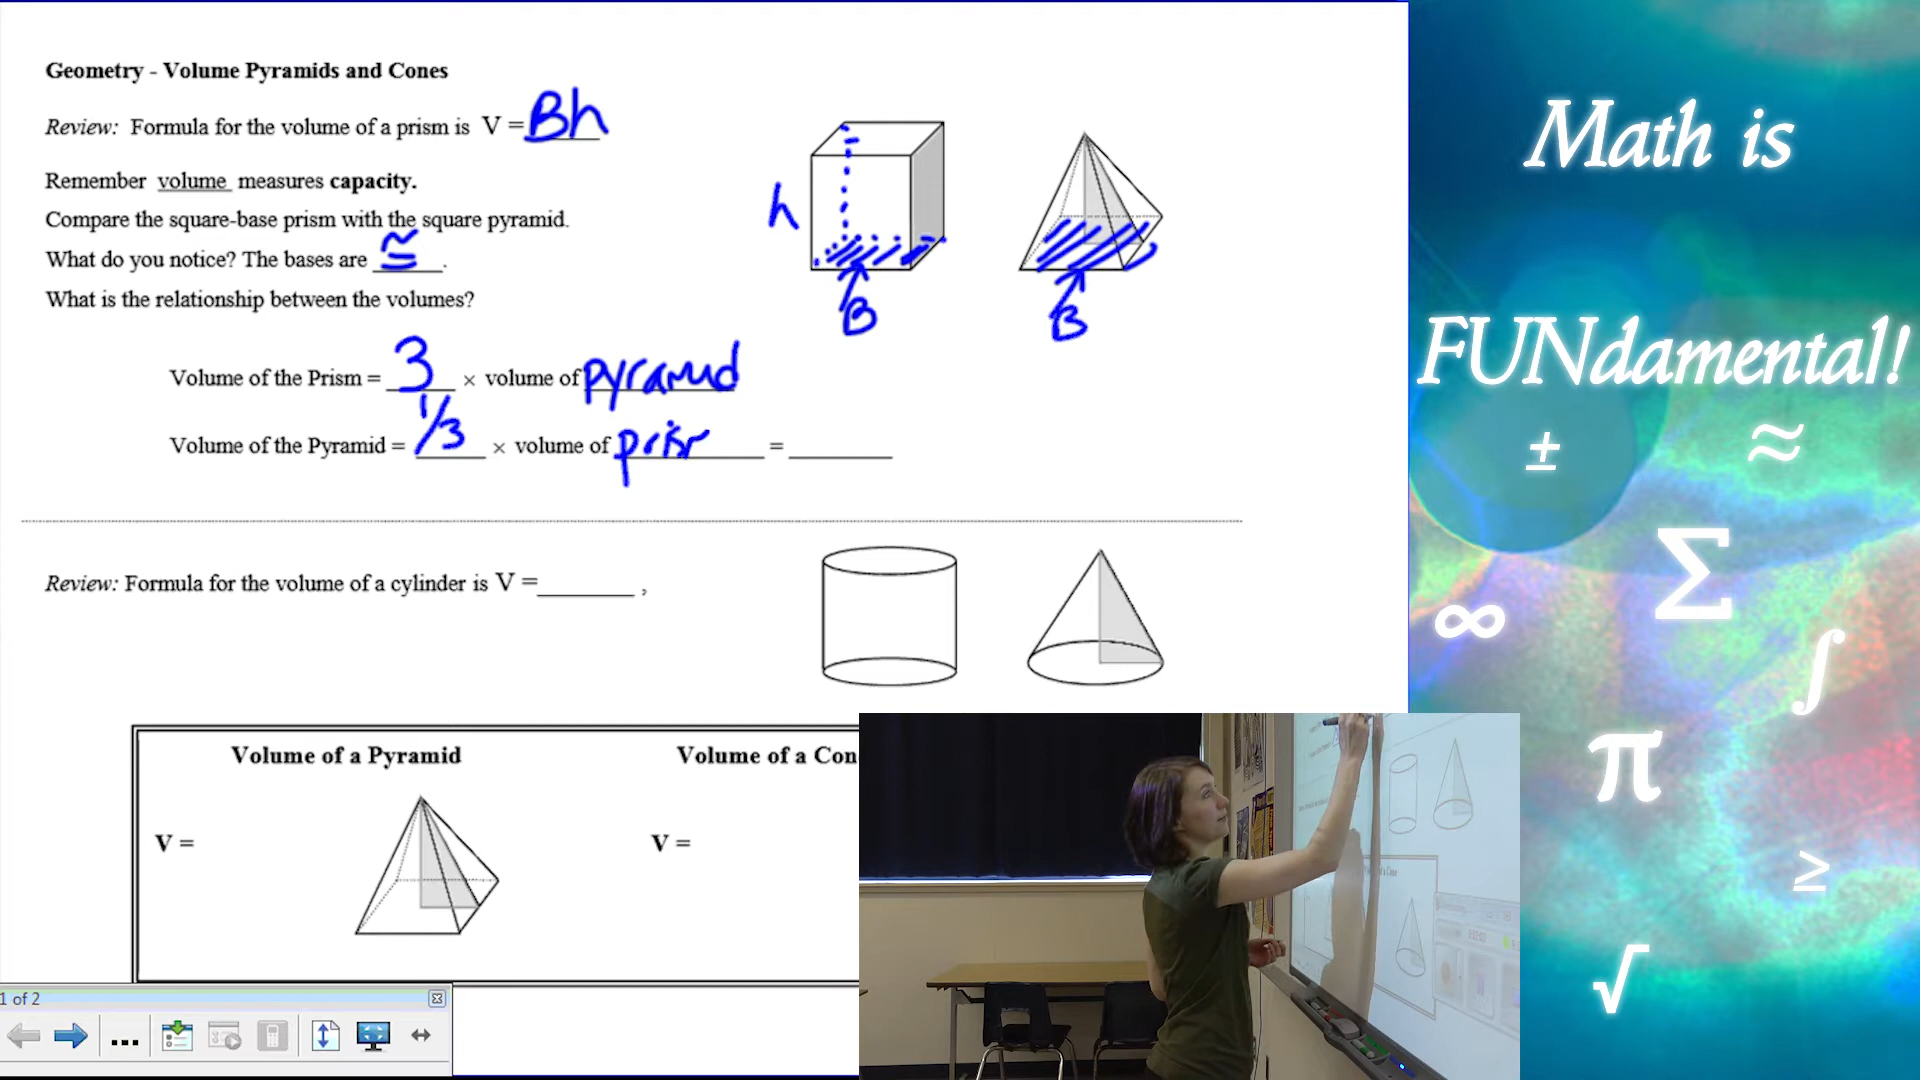 Geometry - Volume Pyramids and Cones
Review: Formula for the volume of a prism is V = Bh
Remember volume measures capacity.
Compare the square-base prism with the square pyramid.
What do you notice? The bases are ≅.
What is the relationship between the volumes?
Volume of the Prism = 3 × volume of pyramid
Volume of the Pyramid = 1/3 × volume of prism =
h
B
B
Review: Formula for the volume of a cylinder is V = ,
Volume of a Pyramid
V =
Volume of a Con
V =
1 of 2
Math is
FUNdamental!
± ≈
Σ
∞
∫
π
≥
√